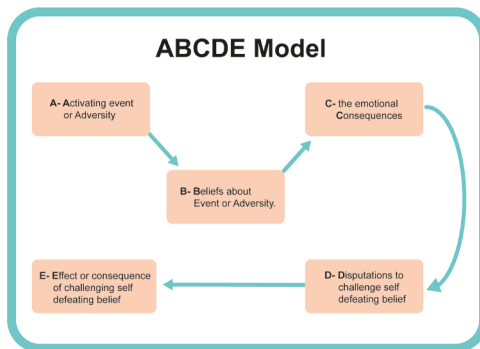 ABCDE Model
A- Activating event
or Adversity
B- Beliefs about
Event or Adversity.
C- the emotional
Consequences
D- Disputations to
challenge self
defeating belief
E- Effect or consequence
of challenging self
defeating belief